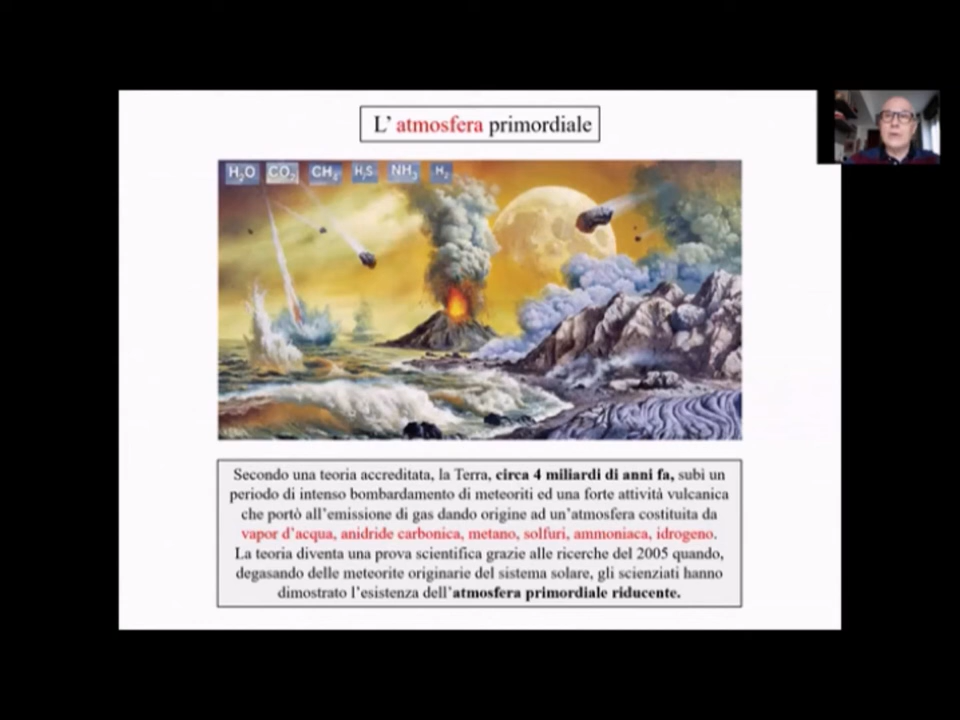 L' atmosfera primordiale
H₂O CO₂ CH₄ H₂S NH₃ H₂
Secondo una teoria accreditata, la Terra, circa 4 miliardi di anni fa, subì un
periodo di intenso bombardamento di meteoriti ed una forte attività vulcanica
che portò all'emissione di gas dando origine ad un'atmosfera costituita da
vapor d'acqua, anidride carbonica, metano, solfuri, ammoniaca, idrogeno.
La teoria diventa una prova scientifica grazie alle ricerche del 2005 quando,
degasando delle meteorite originarie del sistema solare, gli scienziati hanno
dimostrato l'esistenza dell'atmosfera primordiale riducente.